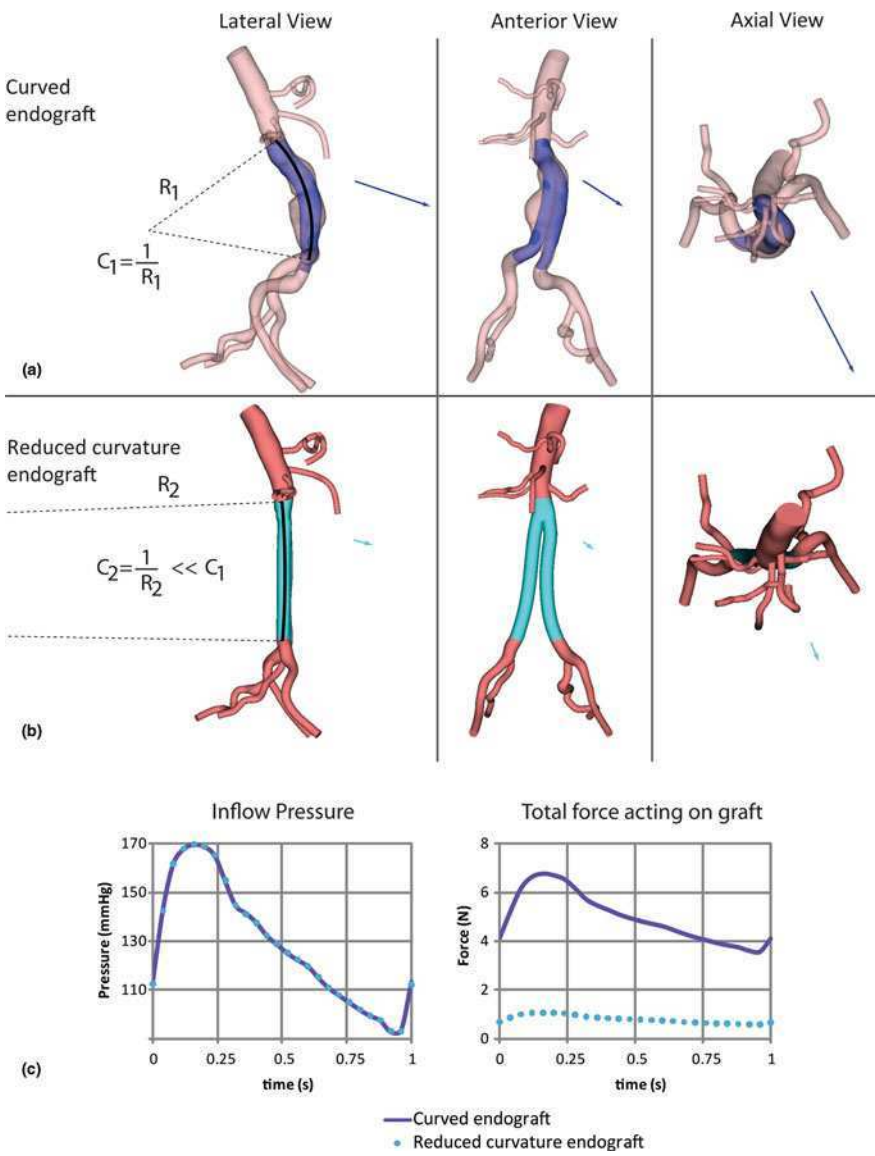 Lateral View
Anterior View
Axial View
Curved
endograft
R1
C1=1/R1
(a)
Reduced curvature
endograft
R2
C2=1/R2 << C1
(b)
Inflow Pressure
Total force acting on graft
Pressure (mmHg)
170
150
130
110
0 0.25 0.5 0.75 1
time (s)
Force (N)
8
6
4
2
0
0 0.25 0.5 0.75 1
time (s)
(c)
Curved endograft
Reduced curvature endograft